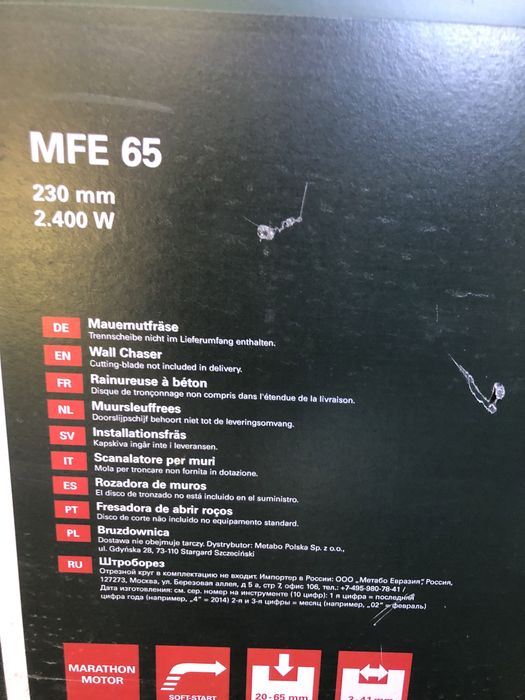 MFE 65
230 mm
2.400 W
DE Mauernutfräse
Trennscheibe nicht im Lieferumfang enthalten.
EN Wall Chaser
Cutting-blade not included in delivery.
FR Rainureuse à béton
Disque de tronçonnage non compris dans l'étendue de la livraison.
NL Muursleuffrees
Doorslijpschijf behoort niet tot de leveringsomvang.
SV Installationsfräs
Kapskiva ingår inte i leveransen.
IT Scanalatore per muri
Mola per troncare non fornita in dotazione.
ES Rozadora de muros
El disco de tronzado no está incluido en el suministro.
PT Fresadora de abrir roços
Disco de corte não incluido no equipamento standard.
PL Bruzdownica
Dostawa nie obejmuje tarczy. Dystrybutor: Metabo Polska Sp. z o.o.,
ul. Gdyńska 28, 73-110 Stargard Szczeciński
RU Штроборез
Отрезной круг в комплектацию не входит. Импортер в России: ООО „Метабо Евразия", Россия,
127273, Москва, ул. Березовая аллея, д 5 а, стр 7, офис 106, тел.: +7-495-980-78-41 /
Дата изготовления: см. сер. номер на инструменте (10 цифр): 1 я цифра = последняя
цифра года (например, „4" = 2014) 2-я и 3-я цифры = месяц (например, „02" = февраль)
MARATHON
MOTOR
SOFT-START
20-65 mm
3-41 mm